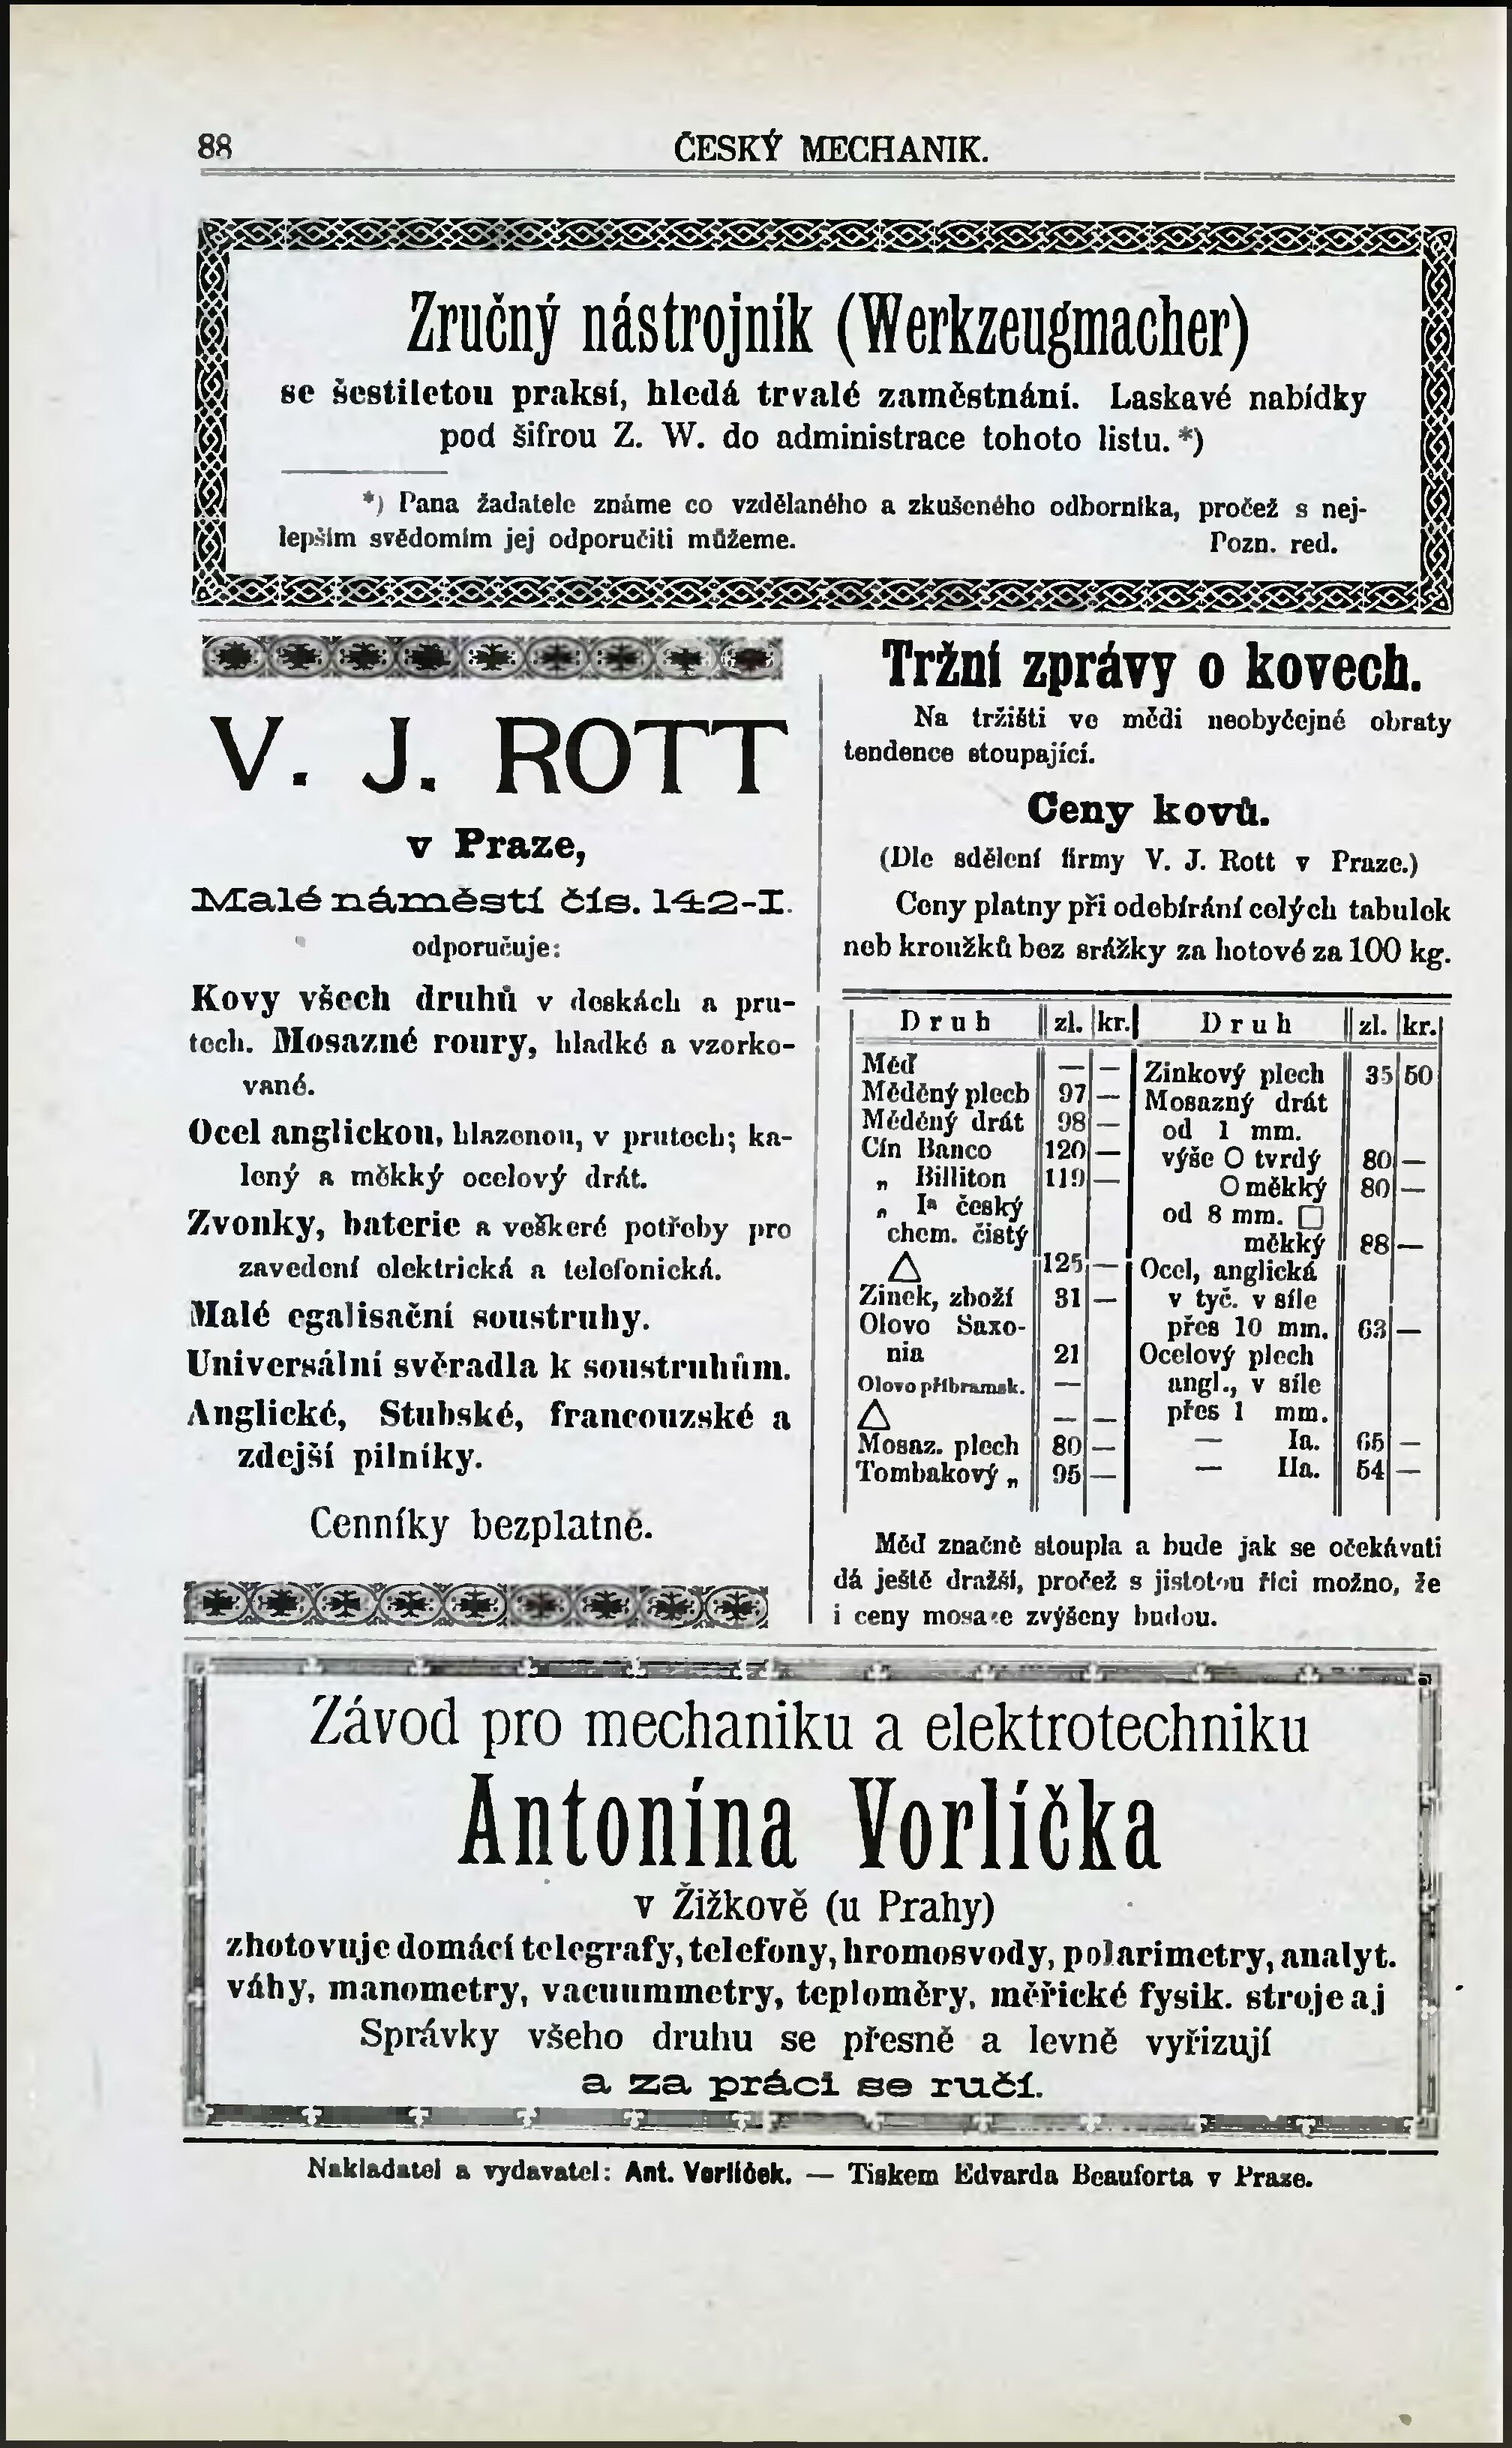 88
ČESKÝ MECHANIK.
Zručný nástrojník (Werkzeugmacher)
se šestiletou praksí, hledá trvalé zaměstnání. Laskavé nabídky
pod šifrou Z. W. do administrace tohoto listu.*)
*) Pana žadatele známe co vzdělaného a zkušeného odborníka, pročež s nej-
lepším svědomím jej odporučiti můžeme. Pozn. red.
V. J. ROTT
v Praze,
Malé náměstí čís. 142-I.
odporučuje:
Kovy všech druhů v deskách a pru-
tech. Mosazné roury, hladké a vzorko-
vané.
Ocel anglickou, hlazenou, v prutech; ka-
lený a měkký ocelový drát.
Zvonky, baterie a veškeré potřeby pro
zavedení elektrická a telefonická.
Malé egalisační soustruhy.
Universální svěradla k soustruhům.
Anglické, Stubské, francouzské a
zdejší pilníky.
Cenníky bezplatně.
Tržní zprávy o kovech.
Na tržišti ve mědi neobyčejné obraty
tendence stoupající.
Ceny kovů.
(Dle sdělení firmy V. J. Rott v Praze.)
Ceny platny při odebírání celých tabulek
neb kroužků bez srážky za hotové za 100 kg.
Druh zl. kr.
Měď — —
Měděný plech 97 —
Měděný drát 98 —
Cín Banco 120 —
„ Billiton 119 —
„ Iª český
chem. čistý
△ 125 —
Zinek, zboží 31 —
Olovo Saxo-
nia 21
Olovo příbramsk. —
△ — —
Mosaz. plech 80 —
Tombakový „ 95 —
Druh zl. kr.
Zinkový plech 35 50
Mosazný drát
od 1 mm.
výše O tvrdý 80 —
O měkký 80 —
od 8 mm. □
měkký 88 —
Ocel, anglická
v tyč. v síle
přes 10 mm. 63 —
Ocelový plech
angl., v síle
přes 1 mm.
— Ia. 65 —
— IIa. 54 —
Měď značně stoupla a bude jak se očekávati
dá ještě dražší, pročež s jistotou říci možno, že
i ceny mosaze zvýšeny budou.
Závod pro mechaniku a elektrotechniku
Antonína Vorlíčka
v Žižkově (u Prahy)
zhotovuje domácí telegrafy, telefony, hromosvody, polarimetry, analyt.
váhy, manometry, vacuummetry, teploměry, měřické fysik. stroje aj
Správky všeho druhu se přesně a levně vyřizují
a za práci se ručí.
Nakladatel a vydavatel: Ant. Vorlíček. — Tiskem Edvarda Beauforta v Praze.